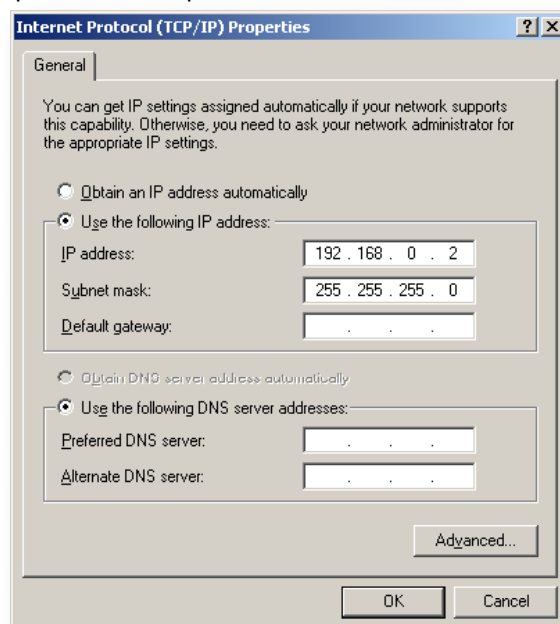 Internet Protocol (TCP/IP) Properties
General
You can get IP settings assigned automatically if your network supports
this capability. Otherwise, you need to ask your network administrator for
the appropriate IP settings.
Obtain an IP address automatically
Use the following IP address:
IP address: 192 . 168 . 0 . 2
Subnet mask: 255 . 255 . 255 . 0
Default gateway: . . .
Obtain DNS server address automatically
Use the following DNS server addresses:
Preferred DNS server: . . .
Alternate DNS server: . . .
Advanced...
OK Cancel